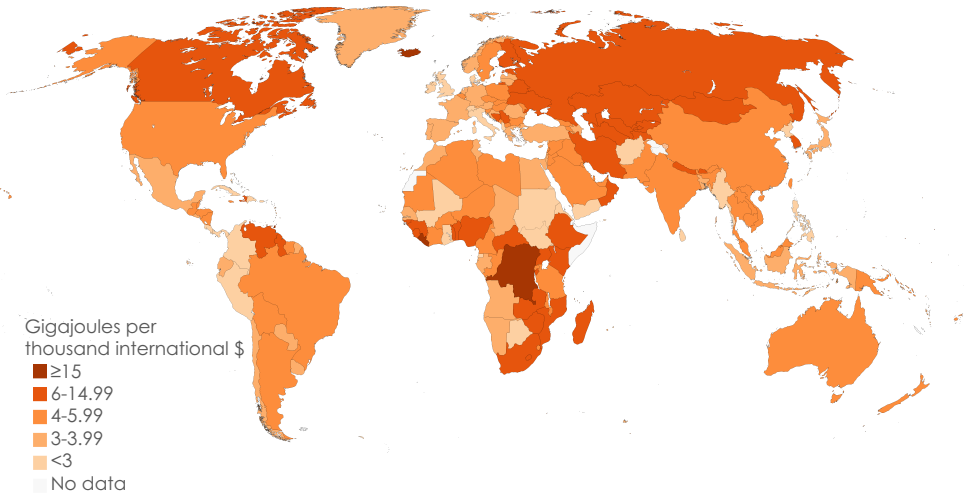 Gigajoules per
thousand international $
≥15
6-14.99
4-5.99
3-3.99
<3
No data